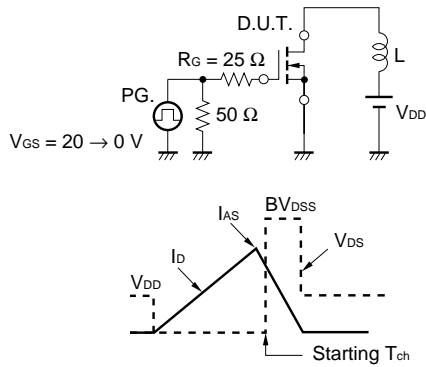 D.U.T.
RG = 25 Ω
L
PG.
50 Ω
VDD
VGS = 20 → 0 V
BVDSS
IAS
VDS
ID
VDD
Starting Tch